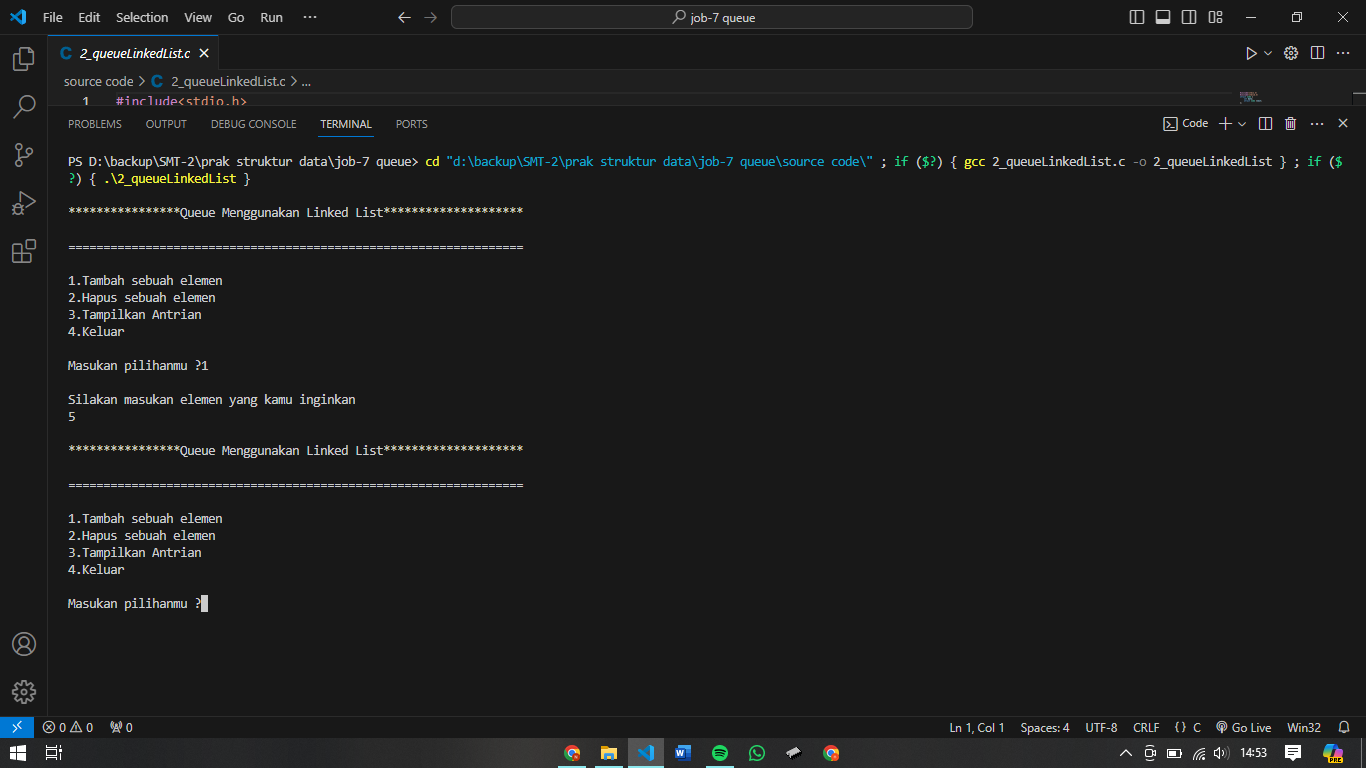 File Edit Selection View Go Run ··· job-7 queue
2_queueLinkedList.c
source code > 2_queueLinkedList.c > ...
1 #include<stdio.h>
PROBLEMS OUTPUT DEBUG CONSOLE TERMINAL PORTS Code
PS D:\backup\SMT-2\prak struktur data\job-7 queue> cd "d:\backup\SMT-2\prak struktur data\job-7 queue\source code\" ; if ($?) { gcc 2_queueLinkedList.c -o 2_queueLinkedList } ; if ($
?) { .\2_queueLinkedList }
****************Queue Menggunakan Linked List********************
=================================================================
1.Tambah sebuah elemen
2.Hapus sebuah elemen
3.Tampilkan Antrian
4.Keluar
Masukan pilihanmu ?1
Silakan masukan elemen yang kamu inginkan
5
****************Queue Menggunakan Linked List********************
=================================================================
1.Tambah sebuah elemen
2.Hapus sebuah elemen
3.Tampilkan Antrian
4.Keluar
Masukan pilihanmu ?
0 0 0 Ln 1, Col 1 Spaces: 4 UTF-8 CRLF {} C Go Live Win32
14:53 PRE